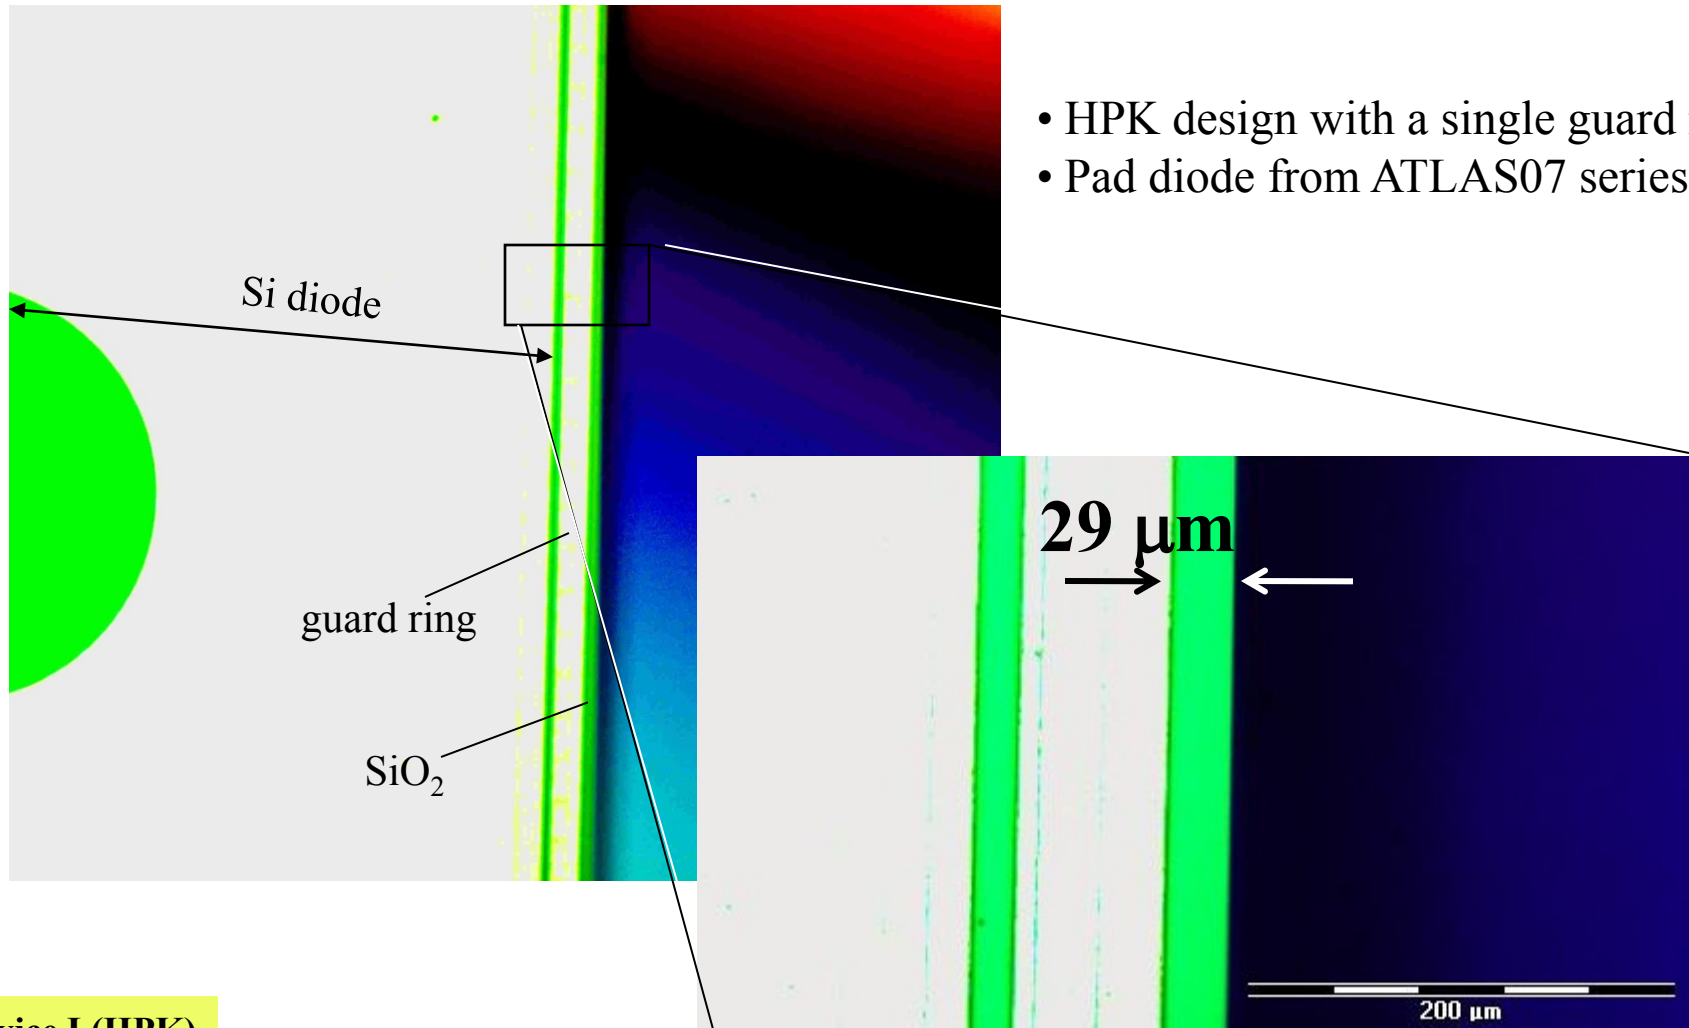 • HPK design with a single guard
• Pad diode from ATLAS07 series
Si diode
29 μm
guard ring
SiO₂
200 μm
I (HPK)